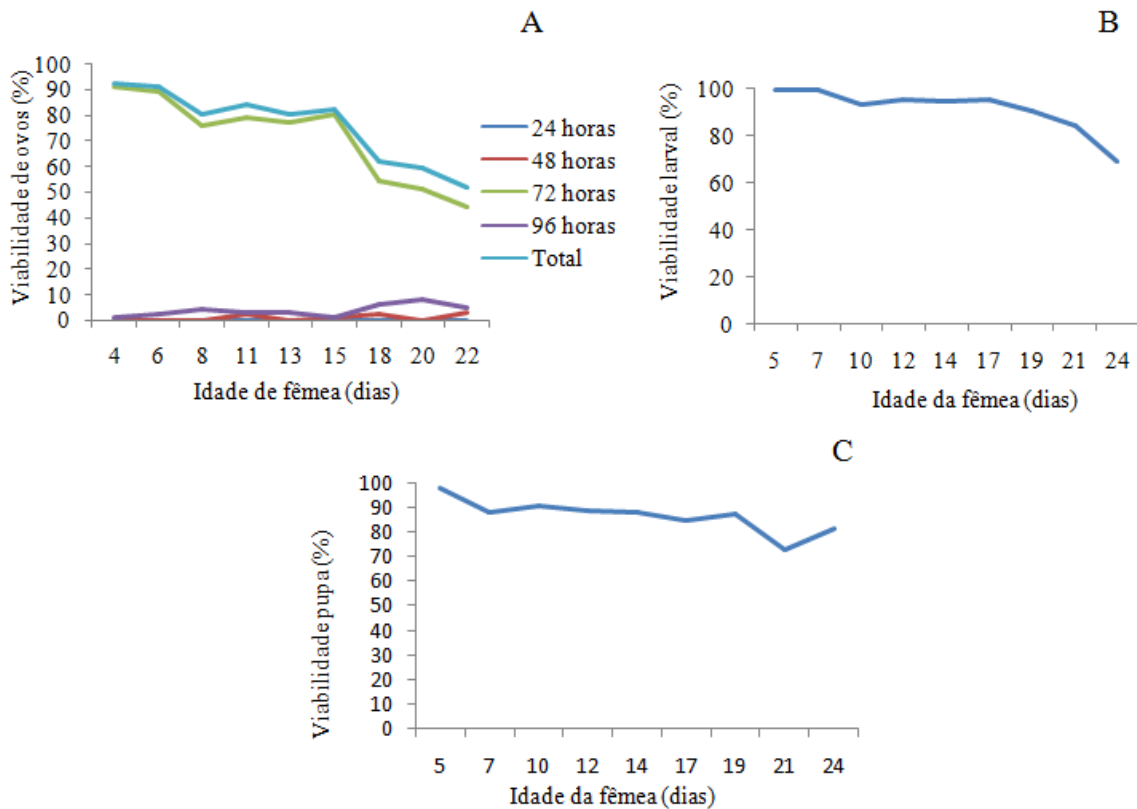 A
Viabilidade de ovos (%)
100
90
80
70
60
50
40
30
20
10
0
4 6 8 11 13 15 18 20 22
Idade de fêmea (dias)
24 horas
48 horas
72 horas
96 horas
Total
B
Viabilidade larval (%)
100
80
60
40
20
0
5 7 10 12 14 17 19 21 24
Idade da fêmea (dias)
C
Viabilidade pupa (%)
100
90
80
70
60
50
40
30
20
10
0
5 7 10 12 14 17 19 21 24
Idade da fêmea (dias)